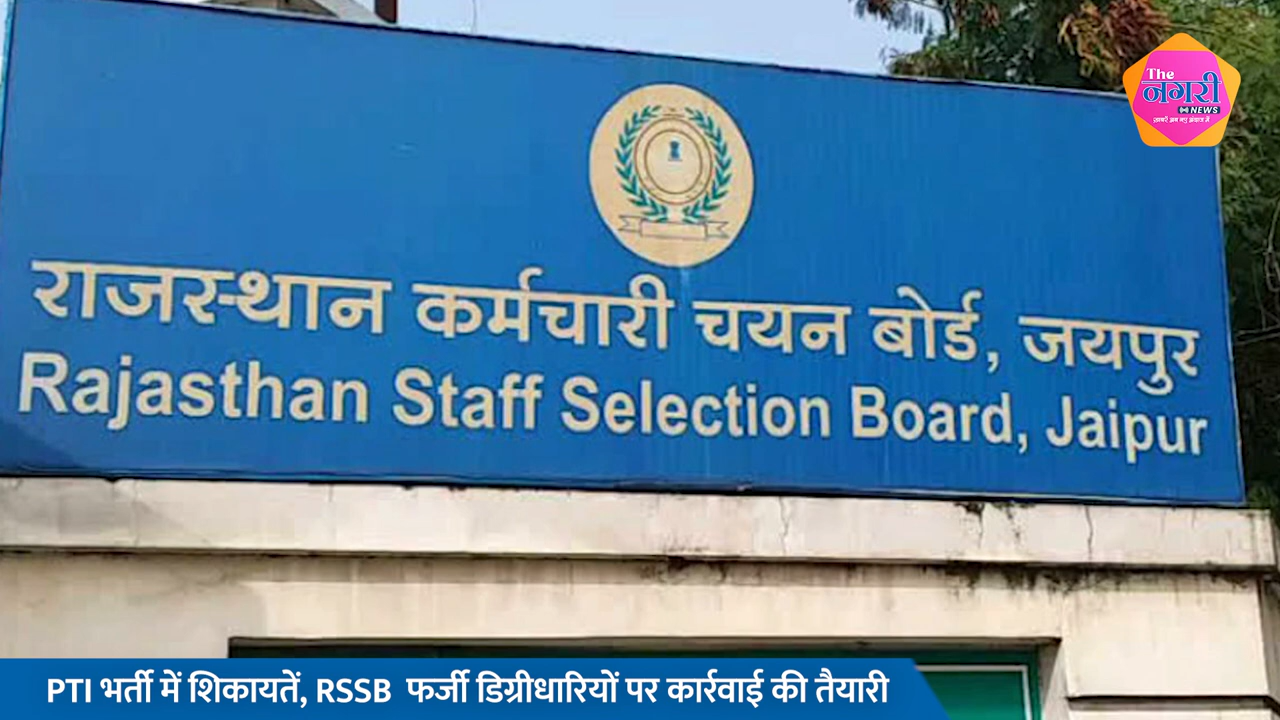 The
नगरी
NEWS
राजस्थान कर्मचारी चयन बोर्ड, जयपुर
Rajasthan Staff Selection Board, Jaipur
PTI भर्ती में शिकायतें, RSSB फर्जी डिग्रीधारियों पर कार्रवाई की तैयारी